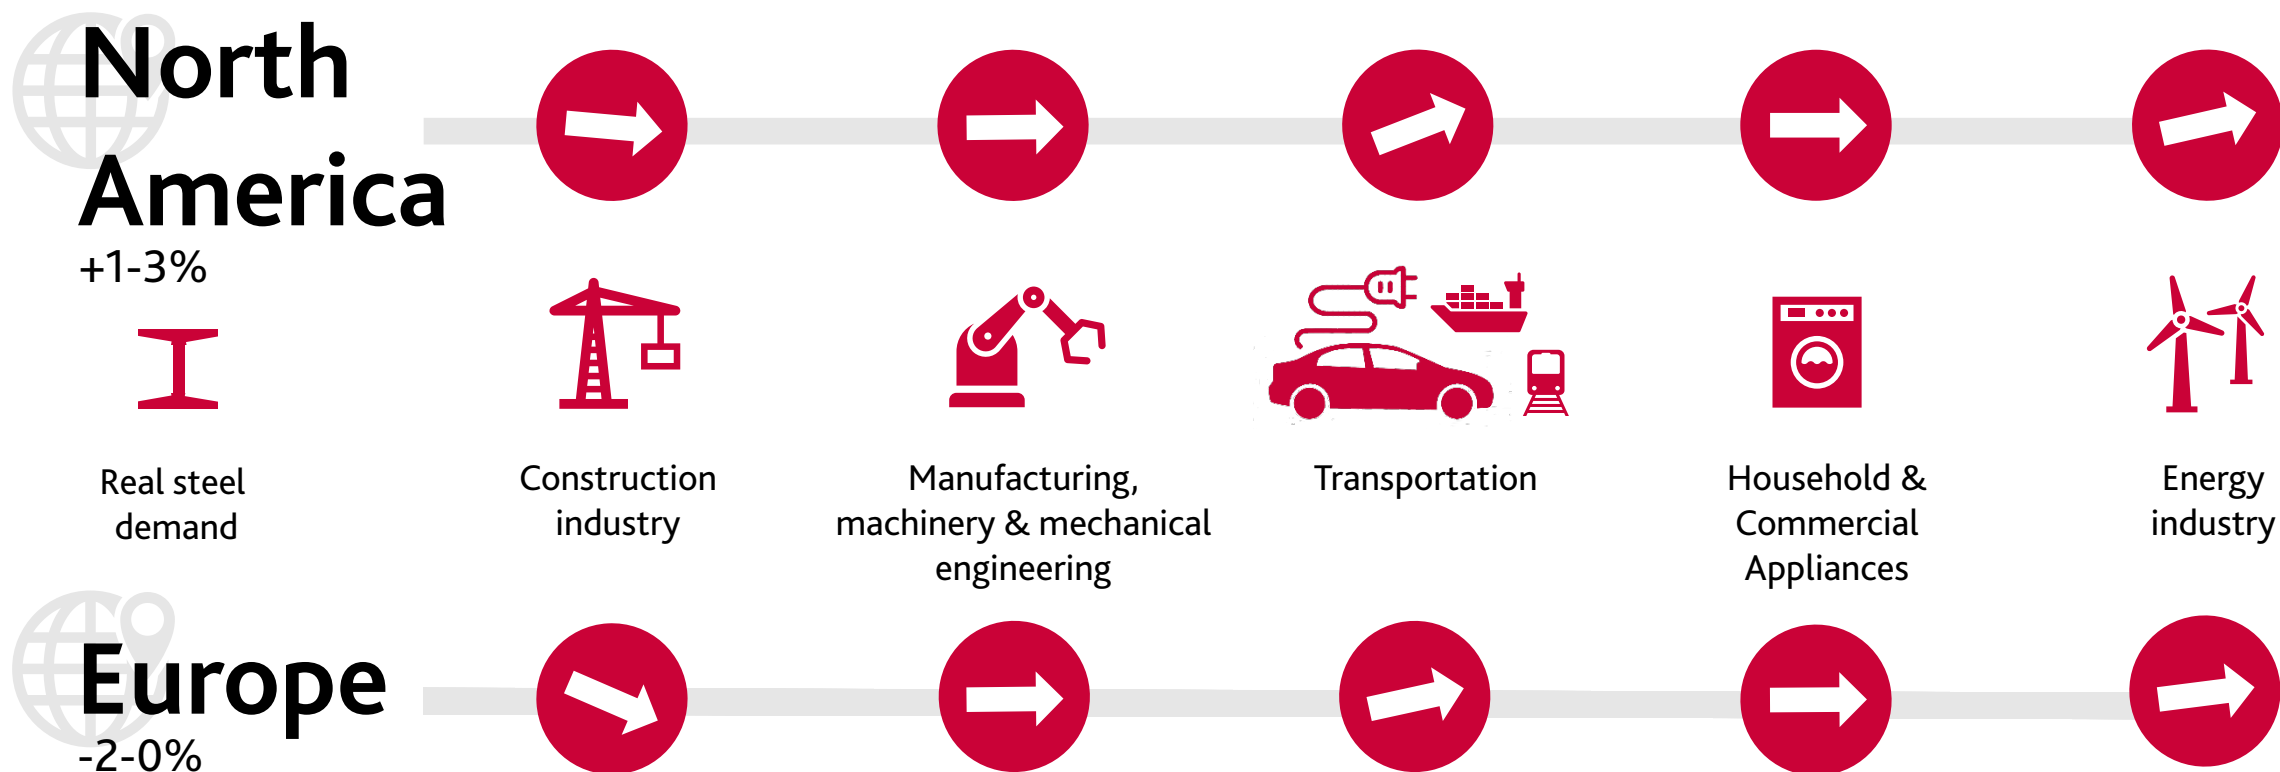 North
America
+1-3%
Real steel
demand
Construction
industry
Manufacturing,
machinery & mechanical
engineering
Transportation
Household &
Commercial
Appliances
Energy
industry
Europe
-2-0%